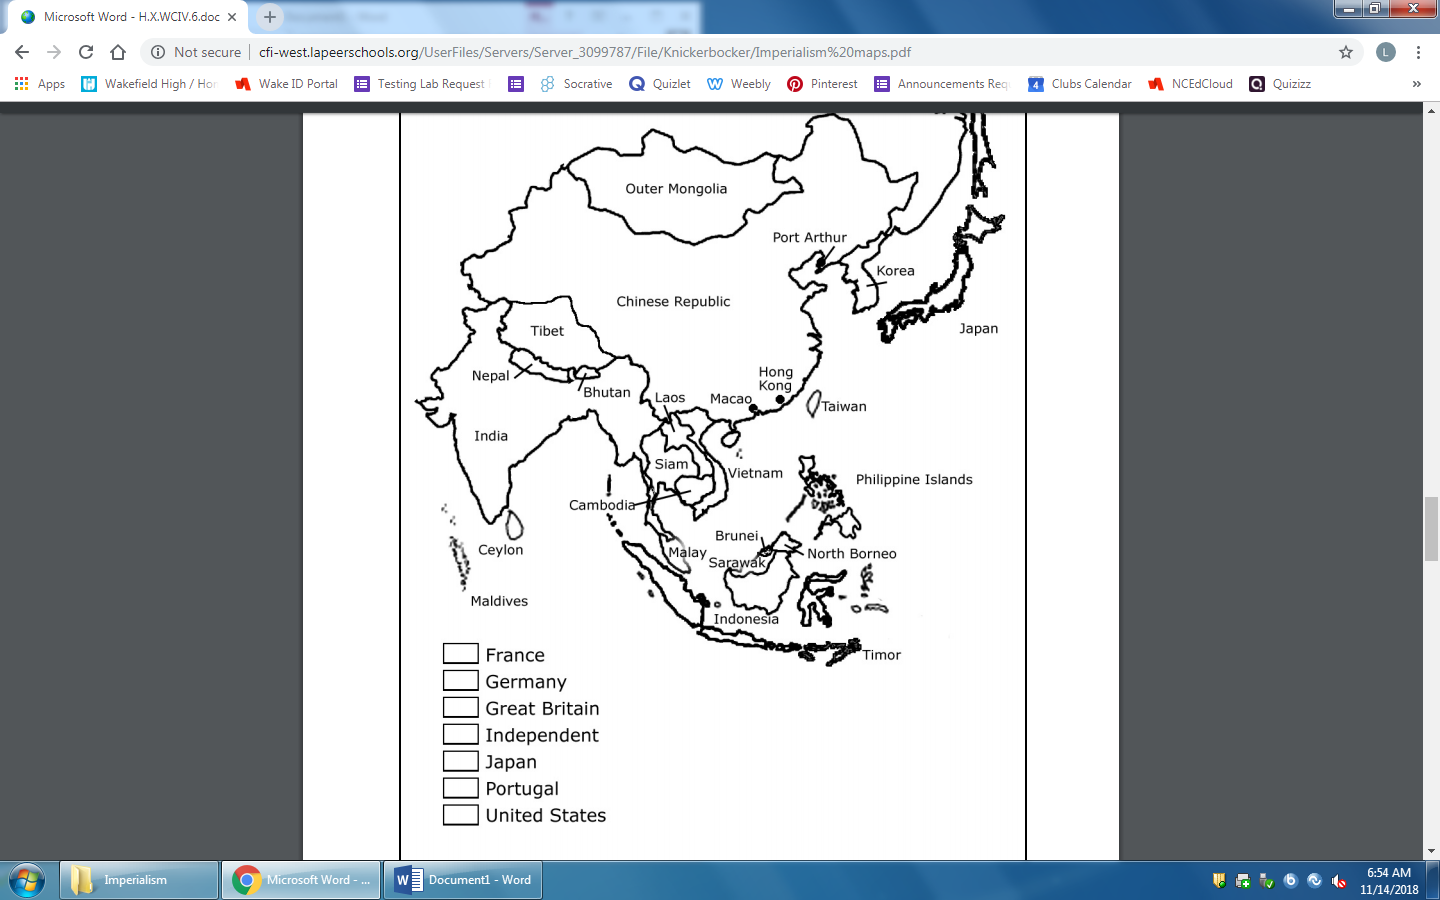 Microsoft Word - H.X.WCIV.6.doc
Not secure | cfi-west.lapeerschools.org/UserFiles/Servers/Server_3099787/File/Knickerbocker/Imperialism%20maps.pdf
L
Apps Wakefield High / Hor Wake ID Portal Testing Lab Request Socrative Quizlet Weebly Pinterest Announcements Req Clubs Calendar NCEdCloud Quizizz »
Outer Mongolia
Port Arthur
Korea
Chinese Republic
Japan
Tibet
Nepal
Bhutan
Hong
Kong
Laos
Macao
Taiwan
India
Siam
Vietnam
Philippine Islands
Cambodia
Brunei
Ceylon
Malay
North Borneo
Sarawak
Maldives
Indonesia
Timor
France
Germany
Great Britain
Independent
Japan
Portugal
United States
Imperialism
Microsoft Word - ...
Document1 - Word
6:54 AM
11/14/2018